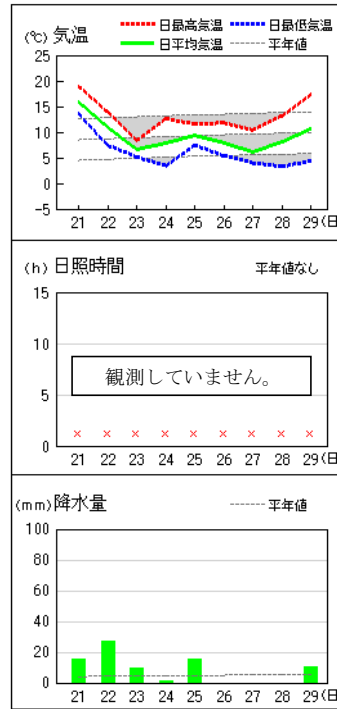 (℃) 気温
日最高気温 日最低気温
日平均気温 平年値
25
20
15
10
5
0
-5
21 22 23 24 25 26 27 28 29(日
(h) 日照時間 平年値なし
15
10
観測していません。
5
0
× × × × × × × × ×
21 22 23 24 25 26 27 28 29(日
(mm) 降水量 平年値
100
80
60
40
20
0
21 22 23 24 25 26 27 28 29(日